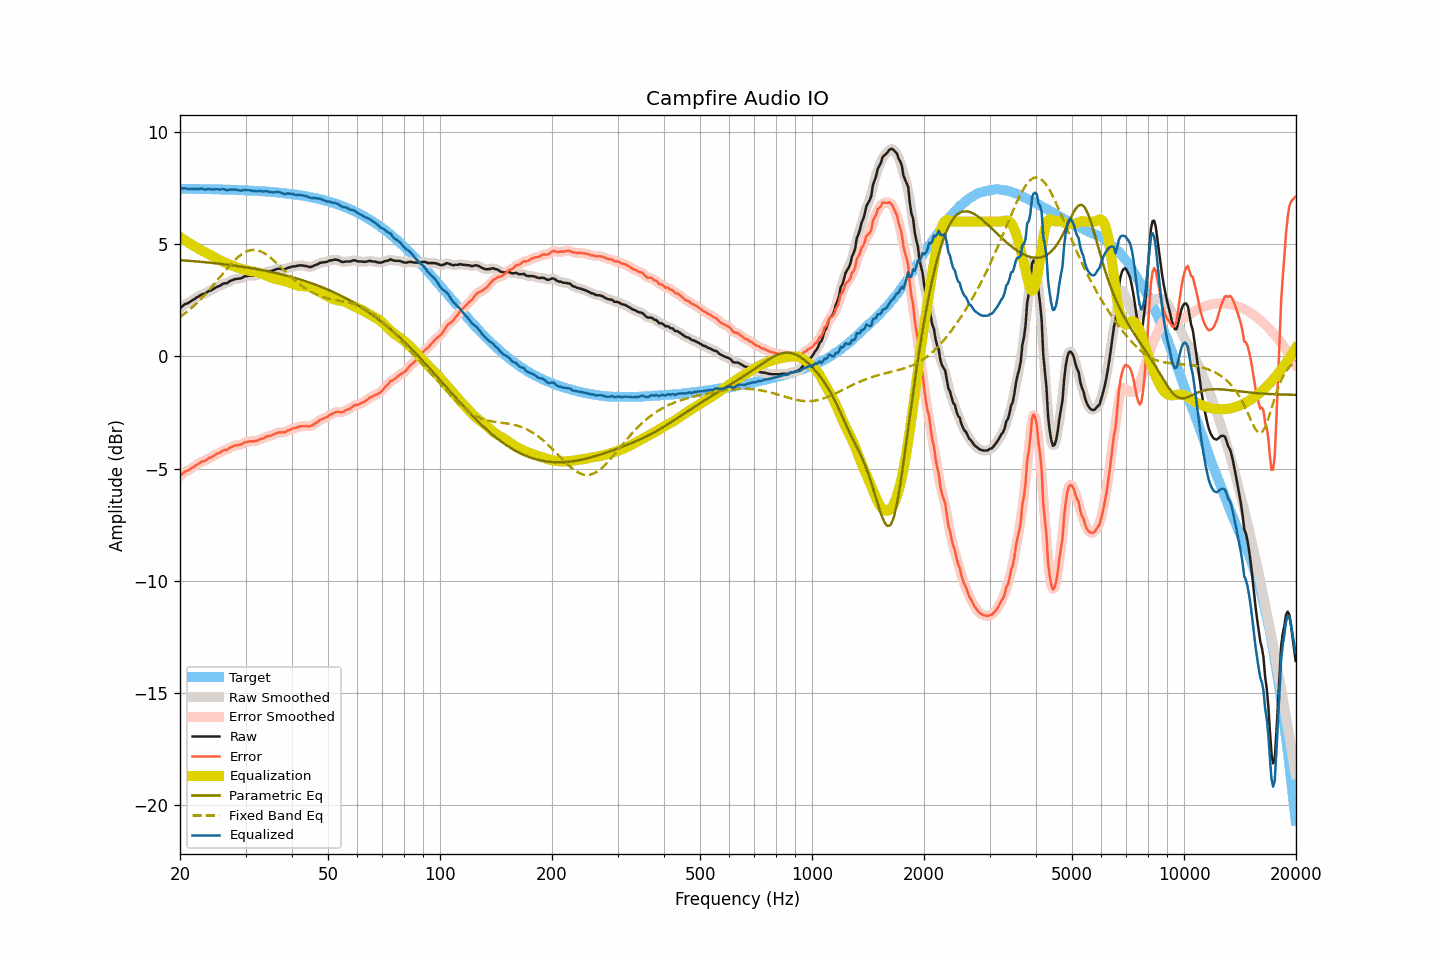 Campfire Audio IO
10
5
0
−5
−10
−15
−20
Amplitude (dBr)
Target
Raw Smoothed
Error Smoothed
Raw
Error
Equalization
Parametric Eq
Fixed Band Eq
Equalized
20 50 100 200 500 1000 2000 5000 10000 20000
Frequency (Hz)